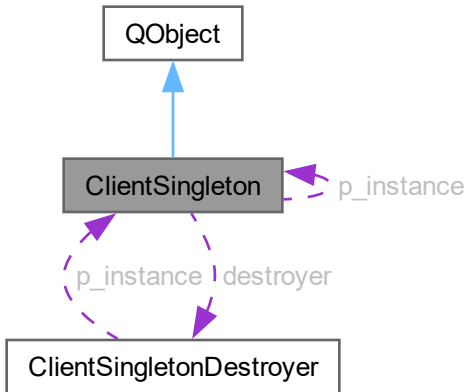 QObject
ClientSingleton
p_instance
p_instance
destroyer
ClientSingletonDestroyer